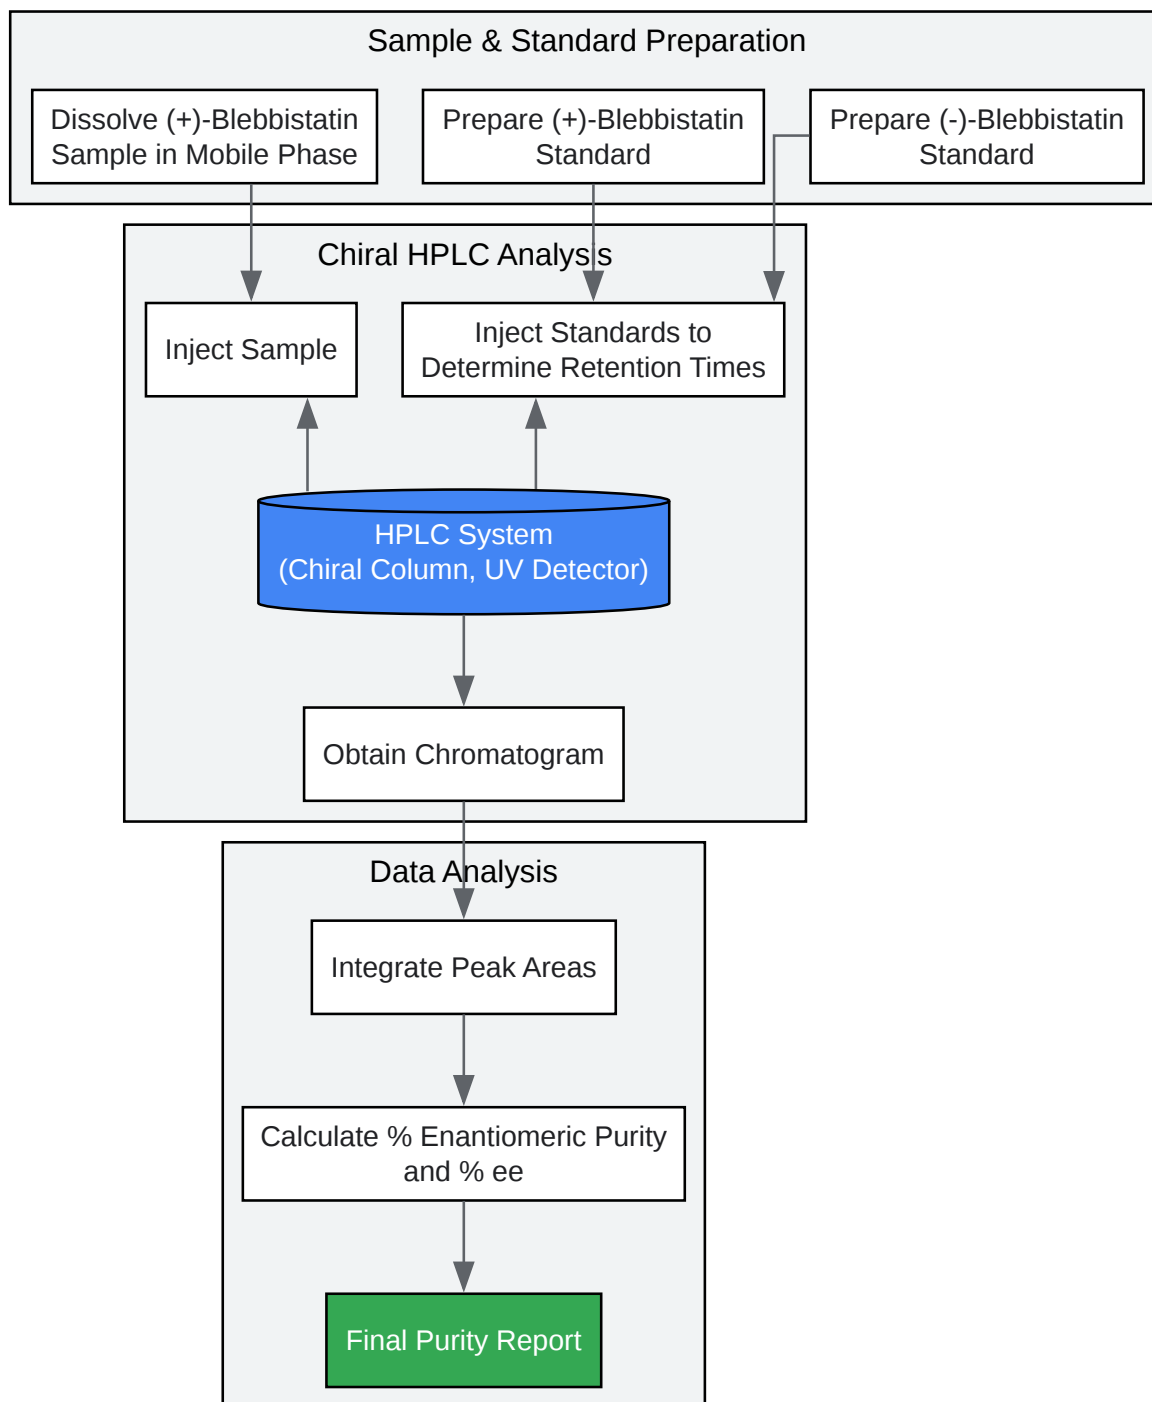 Sample & Standard Preparation
Dissolve (+)-Blebbistatin
Sample in Mobile Phase
Prepare (+)-Blebbistatin
Standard
Prepare (-)-Blebbistatin
Standard
Chiral HPLC Analysis
Inject Sample
Inject Standards to
Determine Retention Times
HPLC System
(Chiral Column, UV Detector)
Obtain Chromatogram
Data Analysis
Integrate Peak Areas
Calculate % Enantiomeric Purity
and % ee
Final Purity Report